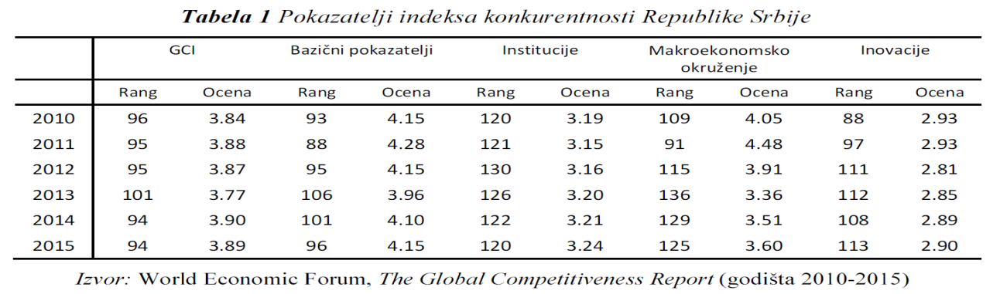 Tabela 1 Pokazatelji indeksa konkurentnosti Republike Srbije
GCI Bazični pokazatelji Institucije Makroekonomsko okruženje Inovacije
Rang Ocena Rang Ocena Rang Ocena Rang Ocena Rang Ocena
2010 96 3.84 93 4.15 120 3.19 109 4.05 88 2.93
2011 95 3.88 88 4.28 121 3.15 91 4.48 97 2.93
2012 95 3.87 95 4.15 130 3.16 115 3.91 111 2.81
2013 101 3.77 106 3.96 126 3.20 136 3.36 112 2.85
2014 94 3.90 101 4.10 122 3.21 129 3.51 108 2.89
2015 94 3.89 96 4.15 120 3.24 125 3.60 113 2.90
Izvor: World Economic Forum, The Global Competitiveness Report (godišta 2010-2015)